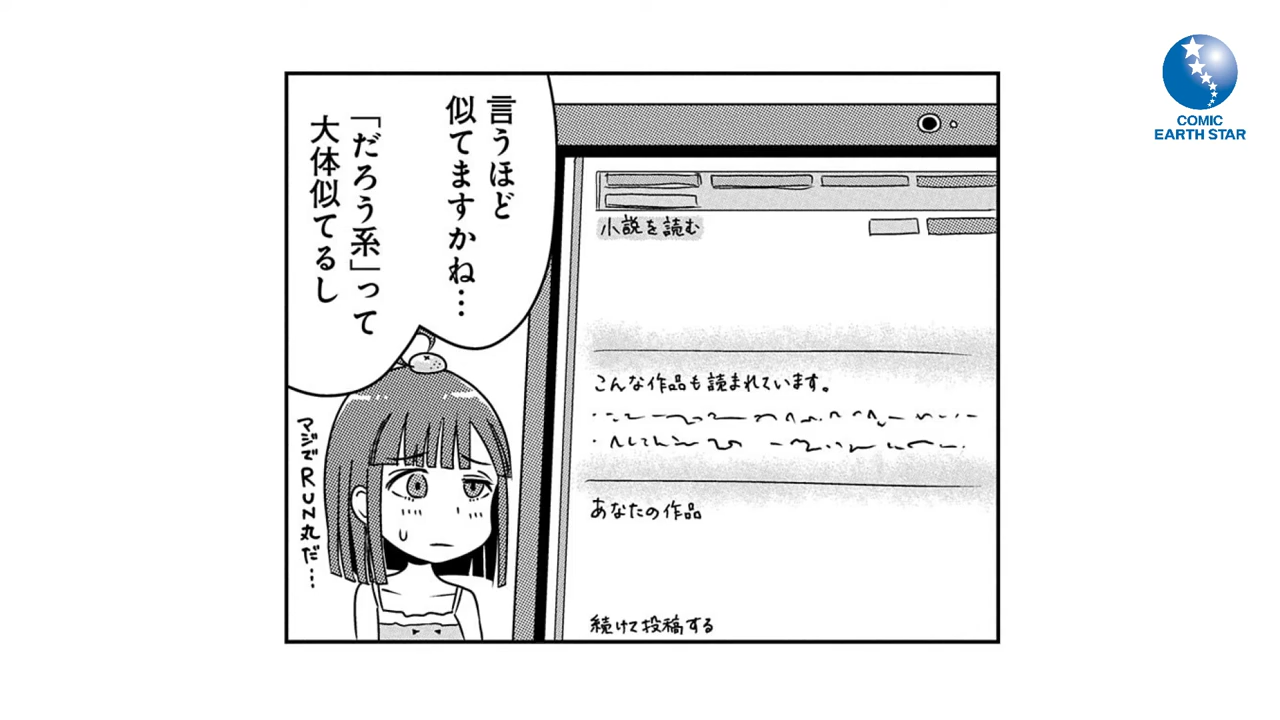 言うほど
似てますかね…
「だろう系」って
大体似てるし
マジでRUN丸だ…
小説を読む
こんな作品も読まれています。
あなたの作品
続けて投稿する
COMIC
EARTH STAR